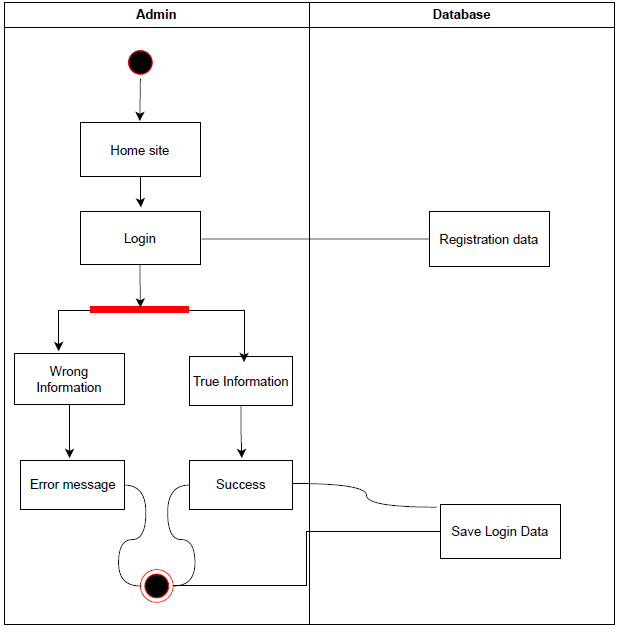 Admin
Database
Home site
Login
Registration data
Wrong
Information
True Information
Error message
Success
Save Login Data